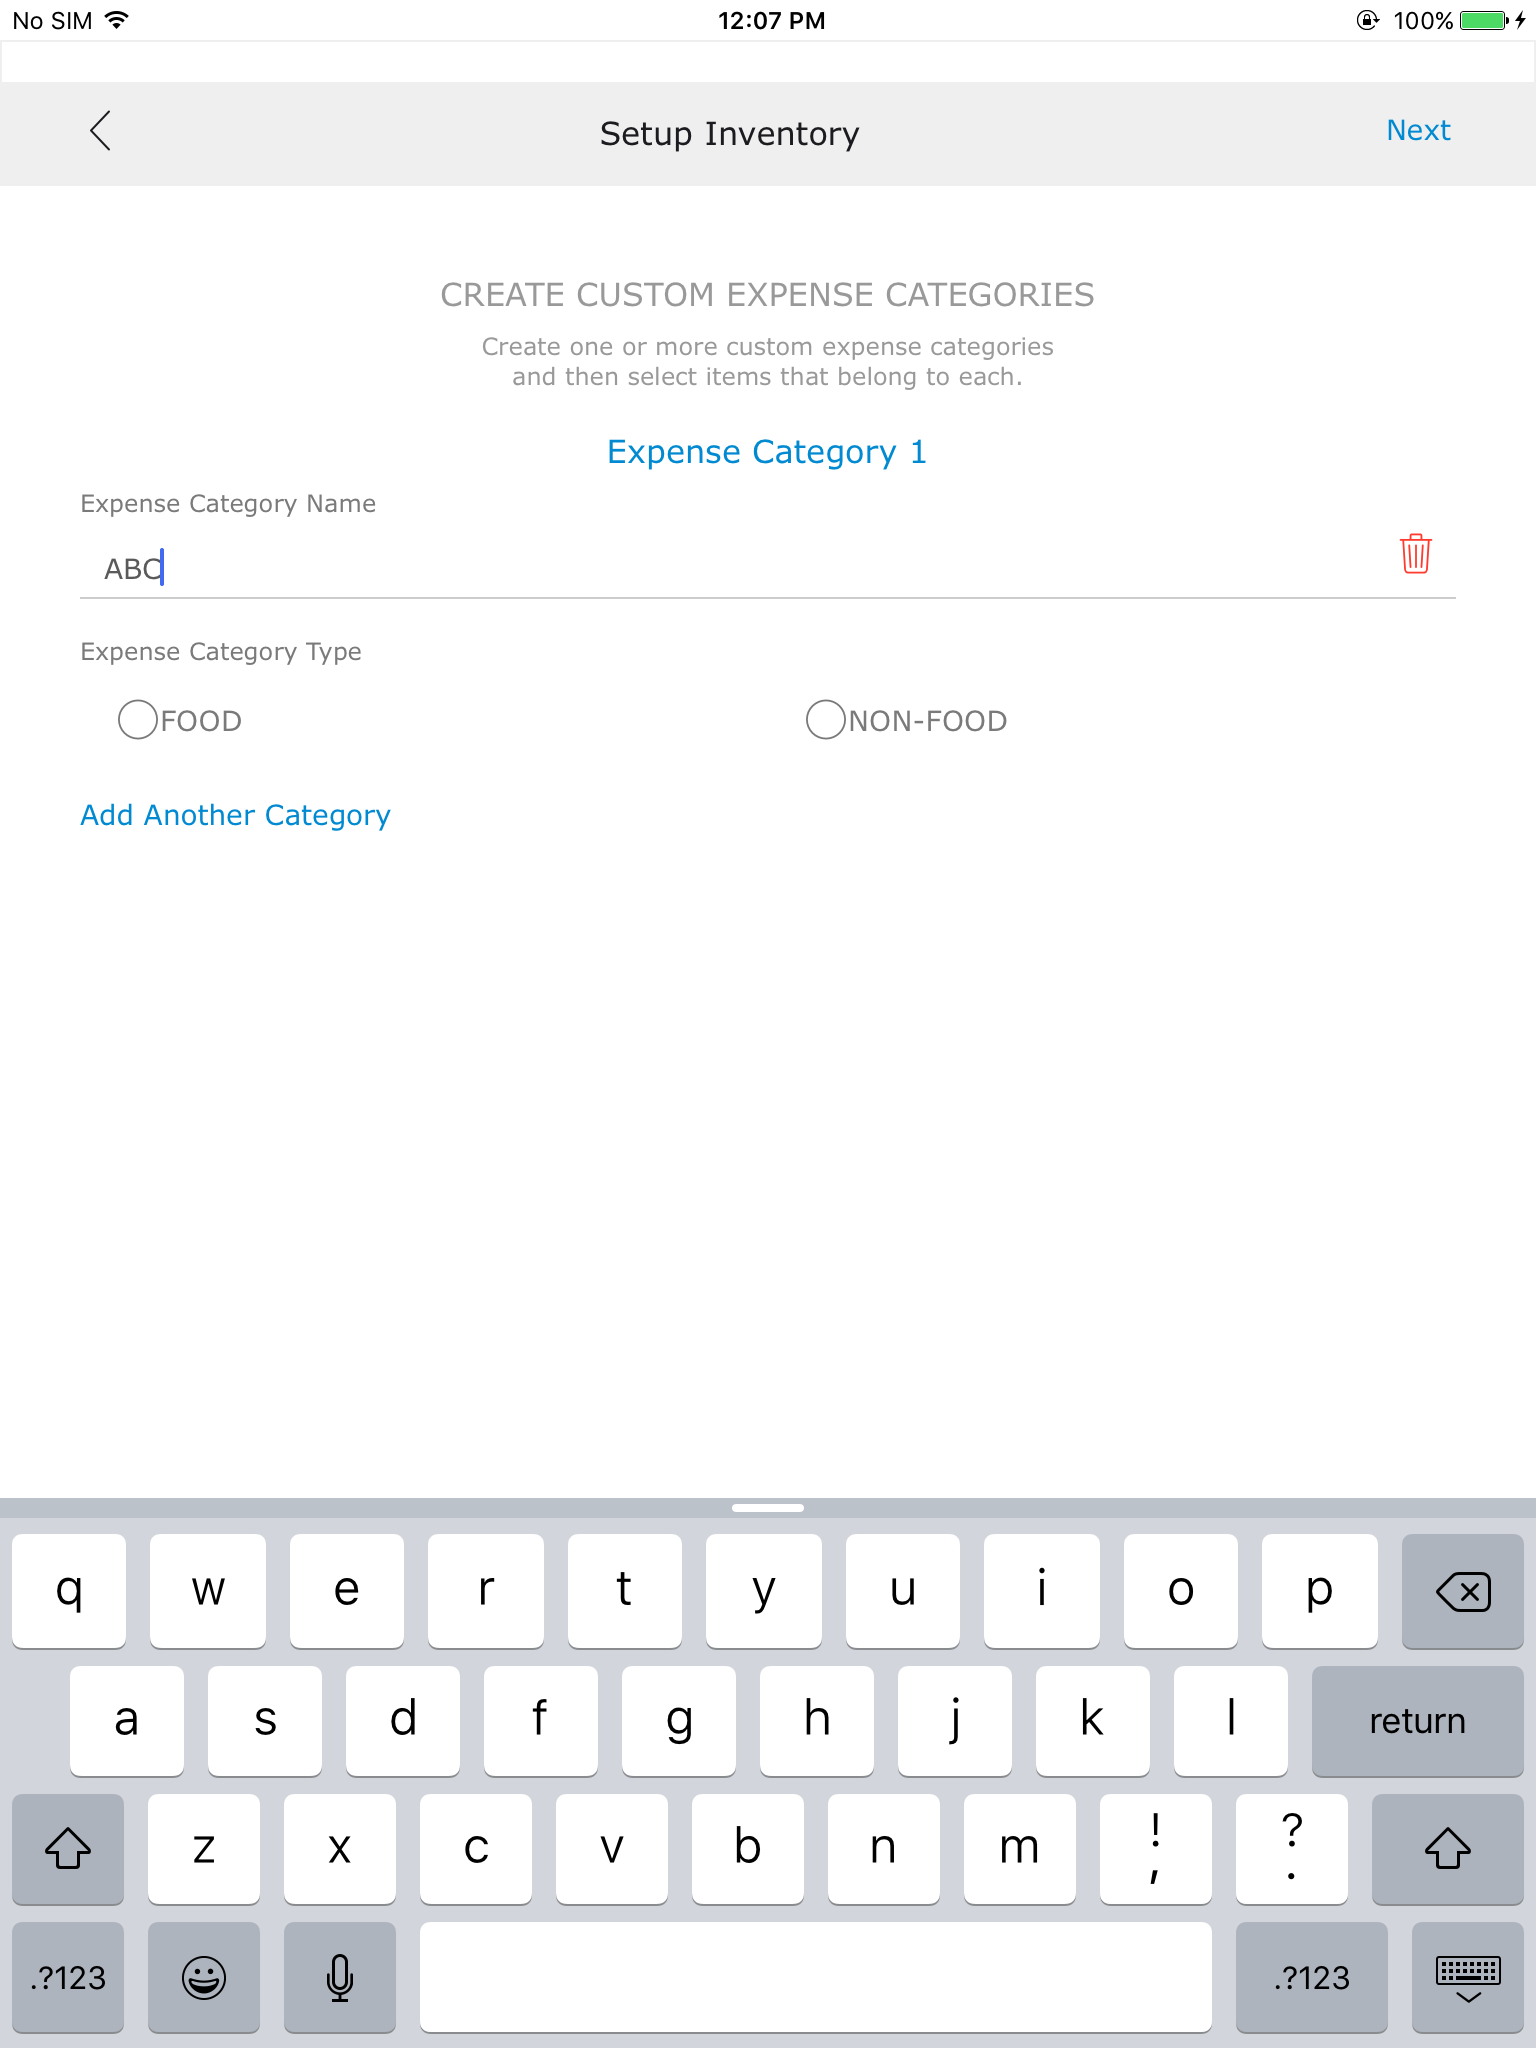 No SIM 12:07 PM 100%
Setup Inventory Next
CREATE CUSTOM EXPENSE CATEGORIES
Create one or more custom expense categories
and then select items that belong to each.
Expense Category 1
Expense Category Name
ABC
Expense Category Type
FOOD NON-FOOD
Add Another Category
q w e r t y u i o p
a s d f g h j k l return
z x c v b n m ! , ? .
.?123 .?123